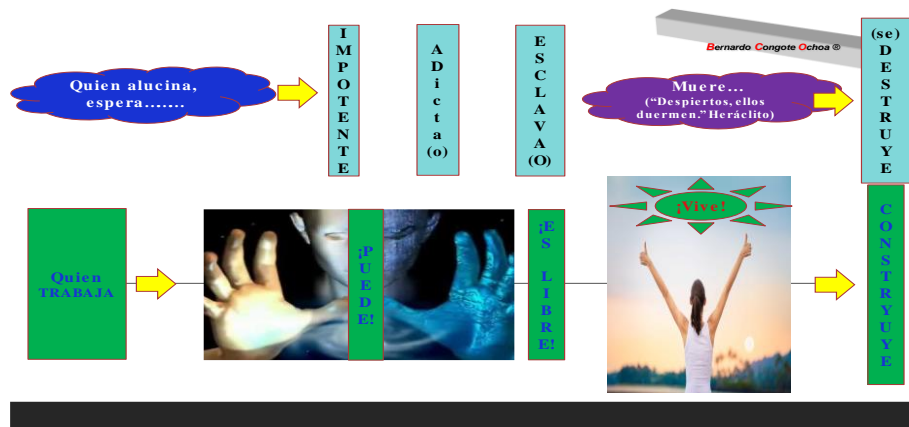 Bernardo Congote Ochoa ®
Quien alucina,
espera.......
IMPOTENTE
ADicta
(o)
ESCLAVA
(O)
Muere...
("Despiertos, ellos
duermen." Heráclito)
(se)
DESTRUYE
Quien
TRABAJA
¡PUEDE!
¡ES LIBRE!
¡Vive!
CONSTRYUYE